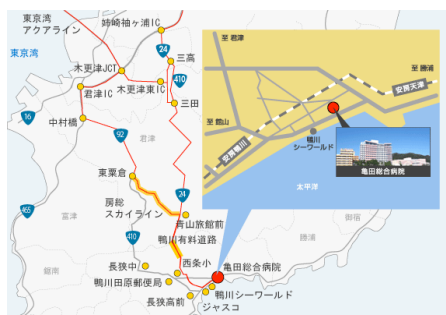 東京湾
アクアライン
姉崎袖ヶ浦IC
24
三高
東京湾
木更津JCT
410
木更津東IC
君津IC
三田
16
中村橋
92
君津
東粟倉
房総
スカイライン
24
富津
465
青山旅館前
410
鴨川有料道路
鋸南
長狭中
西条小
亀田総合病院
鴨川田原郵便局
鴨川シーワールド
長狭高前
ジャスコ
勝浦
御宿
至 君津
至 勝浦
安房天津
至 館山
安房鴨川
鴨川
シーワールド
亀田総合病院
太平洋